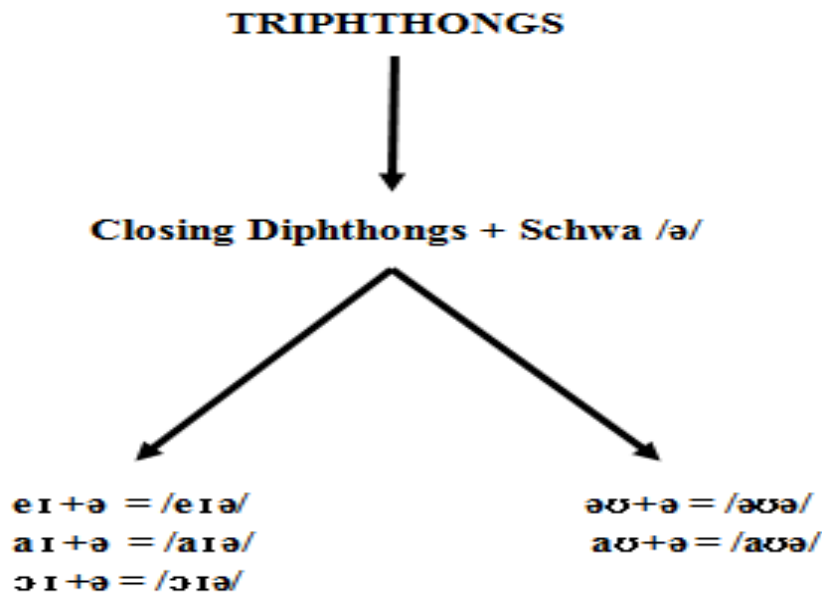 TRIPHTHONGS
Closing Diphthongs + Schwa /ə/
eɪ+ə = /eɪə/
aɪ+ə = /aɪə/
ɔɪ+ə = /ɔɪə/
əʊ+ə = /əʊə/
aʊ+ə = /aʊə/